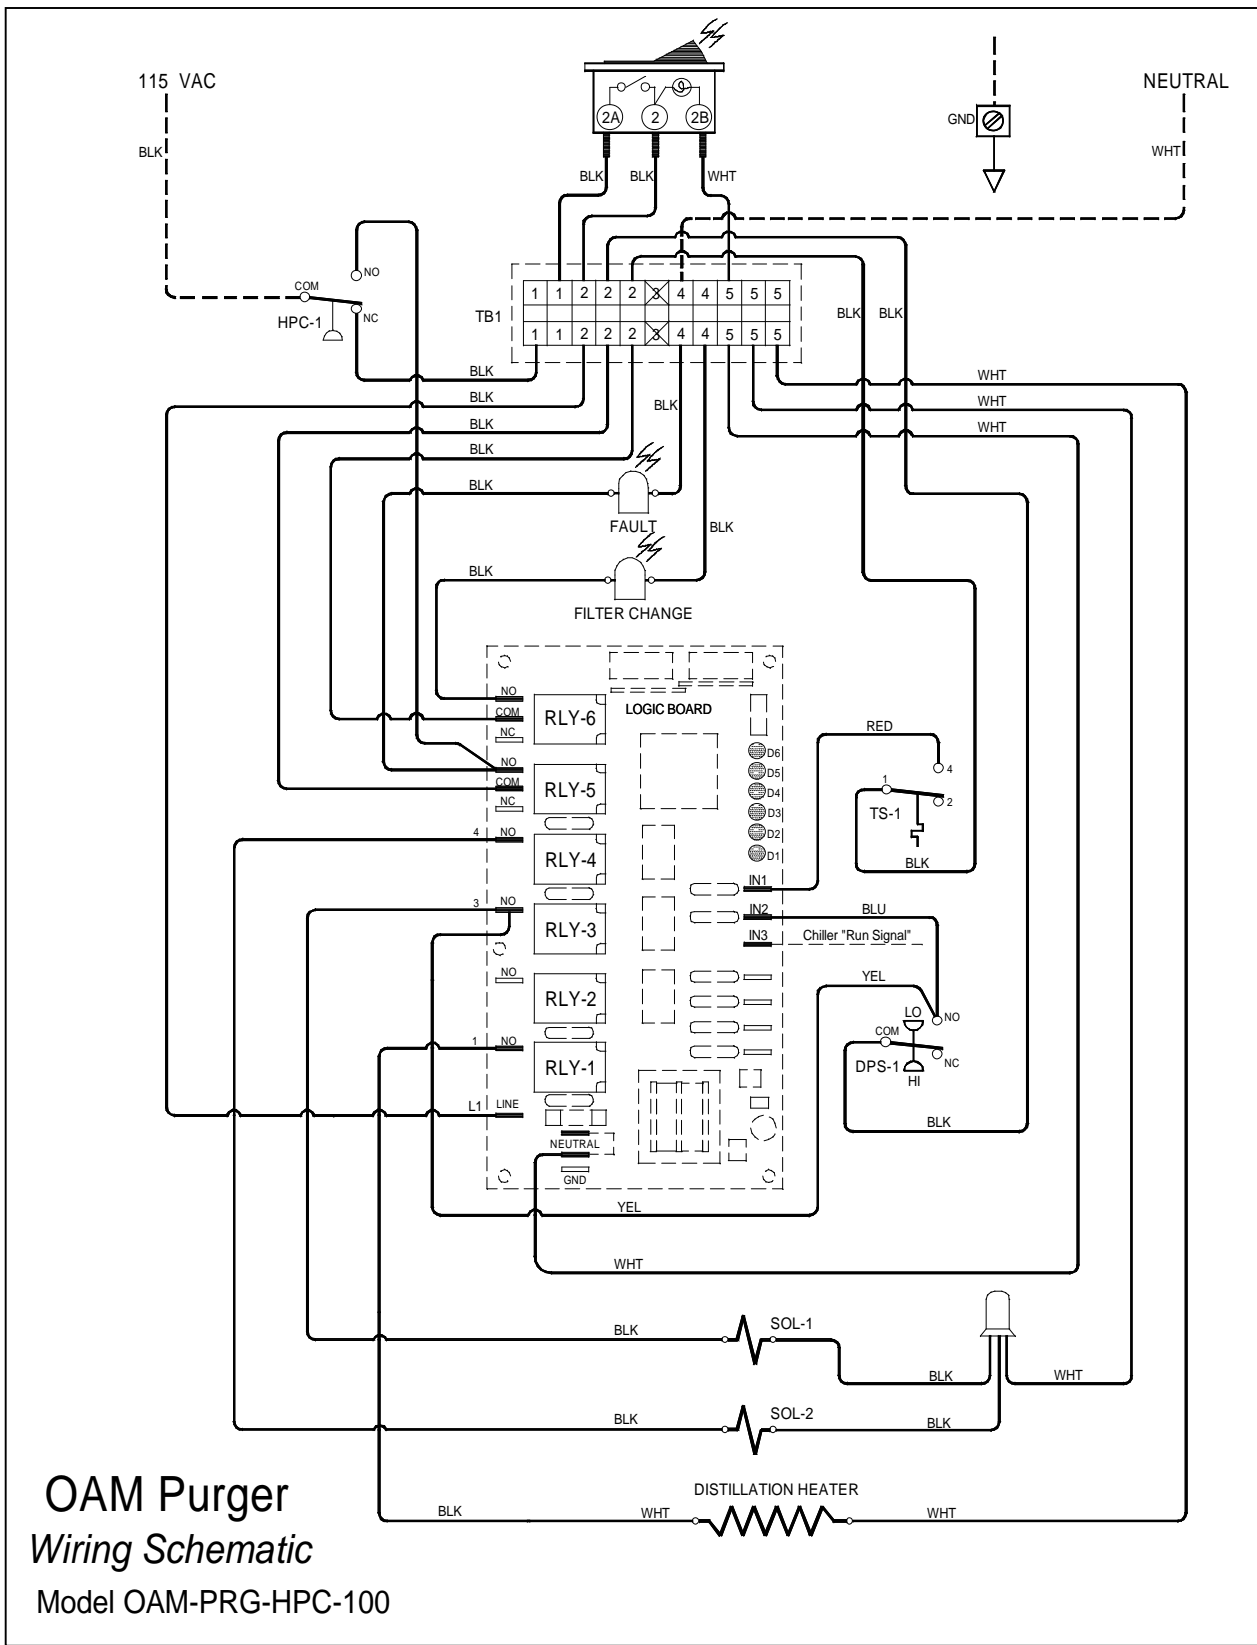 115 VAC
NEUTRAL
GND
BLK
WHT
2A 2 2B
BLK BLK WHT
NO
COM
NC
HPC-1
TB1
1 1 2 2 2 3 4 4 5 5 5
1 1 2 2 2 3 4 4 5 5 5
BLK BLK
BLK WHT
BLK BLK WHT
BLK WHT
BLK
BLK
FAULT
BLK
BLK
FILTER CHANGE
LOGIC BOARD
NO
COM
NC
RLY-6
NO
COM
NC
RLY-5
4 NO
RLY-4
3 NO
RLY-3
NO
RLY-2
1 NO
RLY-1
L1 LINE
NEUTRAL
GND
D6
D5
D4
D3
D2
D1
IN1
IN2
IN3
RED
4
1
2
TS-1
BLK
BLU
Chiller "Run Signal"
YEL
LO
NO
COM
NC
DPS-1
HI
BLK
YEL
WHT
BLK SOL-1
BLK WHT
BLK SOL-2
BLK
DISTILLATION HEATER
BLK WHT WHT
OAM Purger
Wiring Schematic
Model OAM-PRG-HPC-100